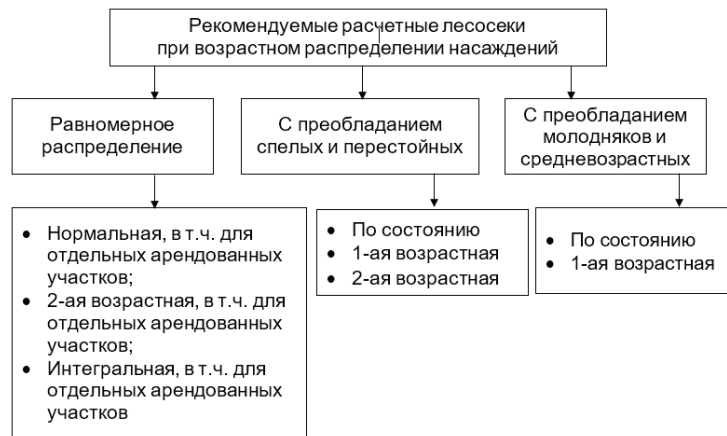 Рекомендуемые расчетные лесосеки
при возрастном распределении насаждений
Равномерное
распределение
С преобладанием
спелых и перестойных
С преобладанием
молодняков и
средневозрастных
• Нормальная, в т.ч. для
отдельных арендованных
участков;
• 2-ая возрастная, в т.ч. для
отдельных арендованных
участков;
• Интегральная, в т.ч. для
отдельных арендованных
участков
• По состоянию
• 1-ая возрастная
• 2-ая возрастная
• По состоянию
• 1-ая возрастная